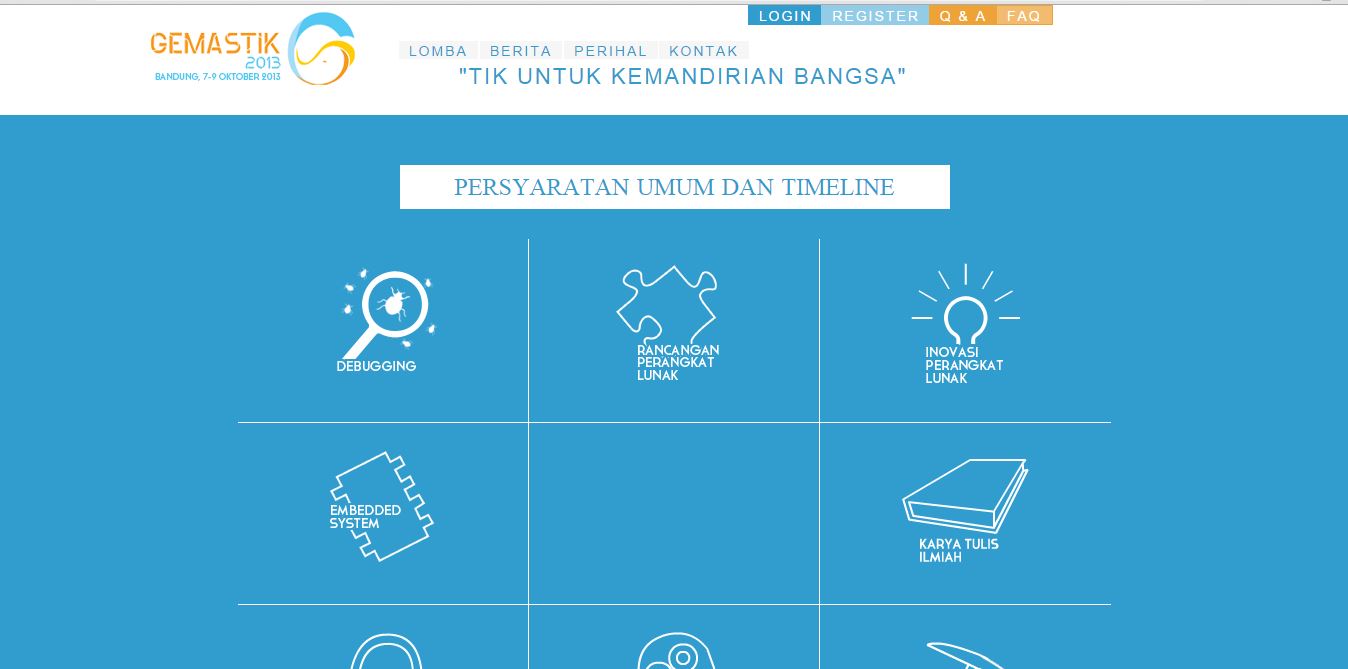 LOGIN REGISTER Q & A FAQ
GEMASTIK
2013
BANDUNG, 7-9 OKTOBER 2013
LOMBA BERITA PERIHAL KONTAK
"TIK UNTUK KEMANDIRIAN BANGSA"
PERSYARATAN UMUM DAN TIMELINE
DEBUGGING
RANCANGAN
PERANGKAT
LUNAK
INOVASI
PERANGKAT
LUNAK
EMBEDDED
SYSTEM
KARYA TULIS
ILMIAH